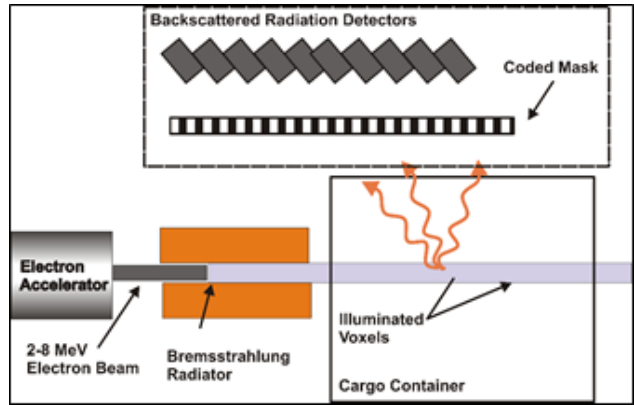 Backscattered Radiation Detectors
Coded Mask
Electron
Accelerator
2-8 MeV
Electron Beam
Bremsstrahlung
Radiator
Illuminated
Voxels
Cargo Container